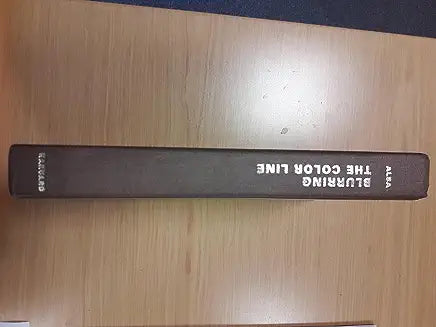 ALBA
BLURRING
THE COLOR LINE
HARVARD